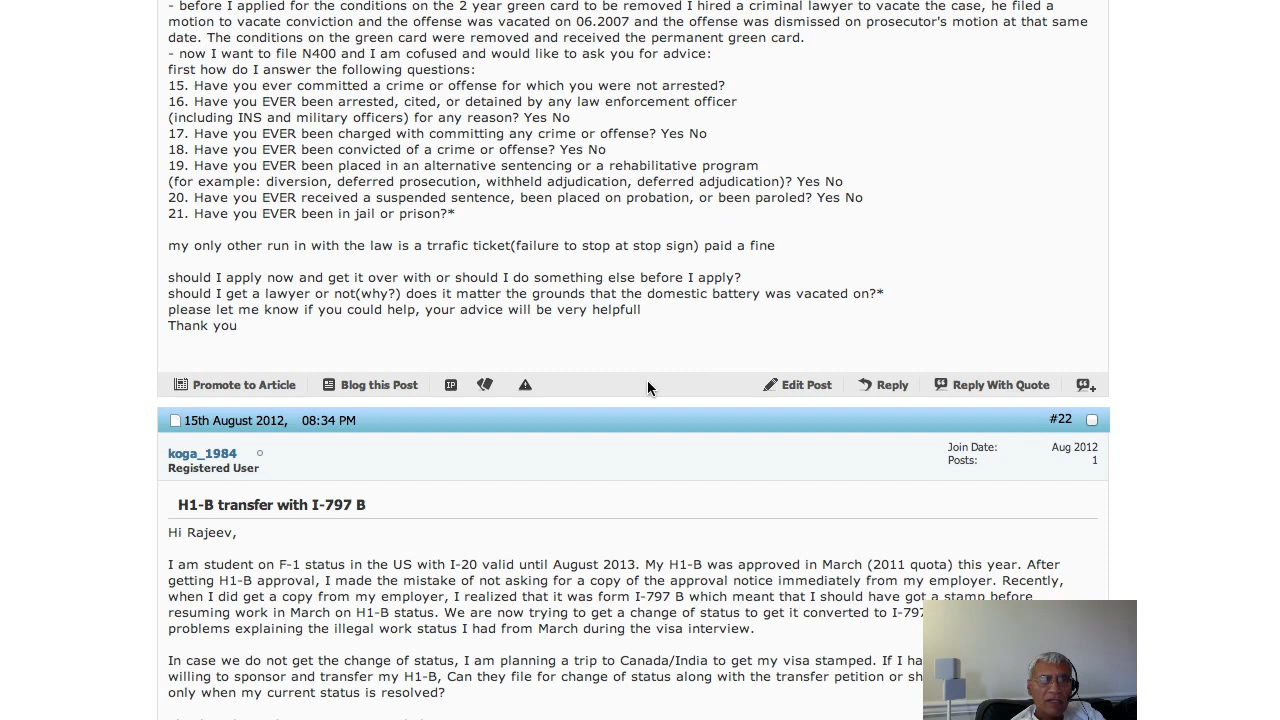 - before I applied for the conditions on the 2 year green card to be removed I hired a criminal lawyer to vacate the case, he filed a
motion to vacate conviction and the offense was vacated on 06.2007 and the offense was dismissed on prosecutor's motion at that same
date. The conditions on the green card were removed and received the permanent green card.
- now I want to file N400 and I am cofused and would like to ask you for advice:
first how do I answer the following questions:
15. Have you ever committed a crime or offense for which you were not arrested?
16. Have you EVER been arrested, cited, or detained by any law enforcement officer
(including INS and military officers) for any reason? Yes No
17. Have you EVER been charged with committing any crime or offense? Yes No
18. Have you EVER been convicted of a crime or offense? Yes No
19. Have you EVER been placed in an alternative sentencing or a rehabilitative program
(for example: diversion, deferred prosecution, withheld adjudication, deferred adjudication)? Yes No
20. Have you EVER received a suspended sentence, been placed on probation, or been paroled? Yes No
21. Have you EVER been in jail or prison?*
my only other run in with the law is a trrafic ticket(failure to stop at stop sign) paid a fine
should I apply now and get it over with or should I do something else before I apply?
should I get a lawyer or not(why?) does it matter the grounds that the domestic battery was vacated on?*
please let me know if you could help, your advice will be very helpfull
Thank you
Promote to Article Blog this Post IP Edit Post Reply Reply With Quote
15th August 2012, 08:34 PM #22
koga_1984 Join Date: Aug 2012
Registered User Posts: 1
H1-B transfer with I-797 B
Hi Rajeev,
I am student on F-1 status in the US with I-20 valid until August 2013. My H1-B was approved in March (2011 quota) this year. After
getting H1-B approval, I made the mistake of not asking for a copy of the approval notice immediately from my employer. Recently,
when I did get a copy from my employer, I realized that it was form I-797 B which meant that I should have got a stamp before
resuming work in March on H1-B status. We are now trying to get a change of status to get it converted to I-797
problems explaining the illegal work status I had from March during the visa interview.
In case we do not get the change of status, I am planning a trip to Canada/India to get my visa stamped. If I ha
willing to sponsor and transfer my H1-B, Can they file for change of status along with the transfer petition or sh
only when my current status is resolved?